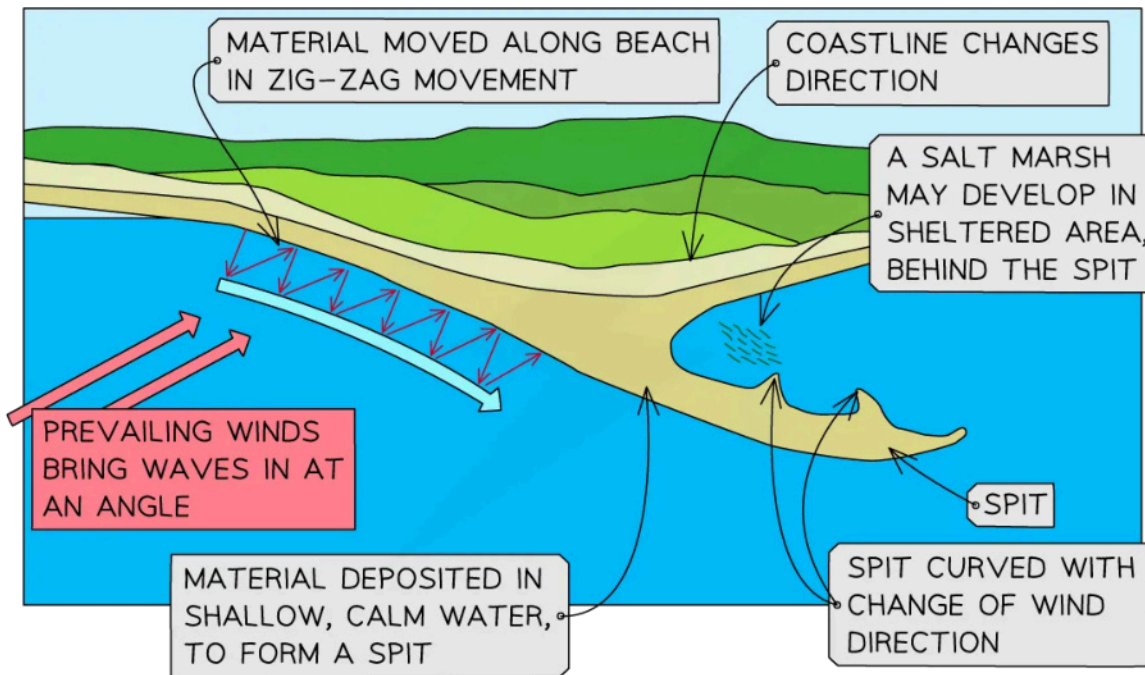 MATERIAL MOVED ALONG BEACH
IN ZIG-ZAG MOVEMENT
COASTLINE CHANGES
DIRECTION
A SALT MARSH
MAY DEVELOP IN
SHELTERED AREA,
BEHIND THE SPIT
PREVAILING WINDS
BRING WAVES IN AT
AN ANGLE
SPIT
MATERIAL DEPOSITED IN
SHALLOW, CALM WATER,
TO FORM A SPIT
SPIT CURVED WITH
CHANGE OF WIND
DIRECTION